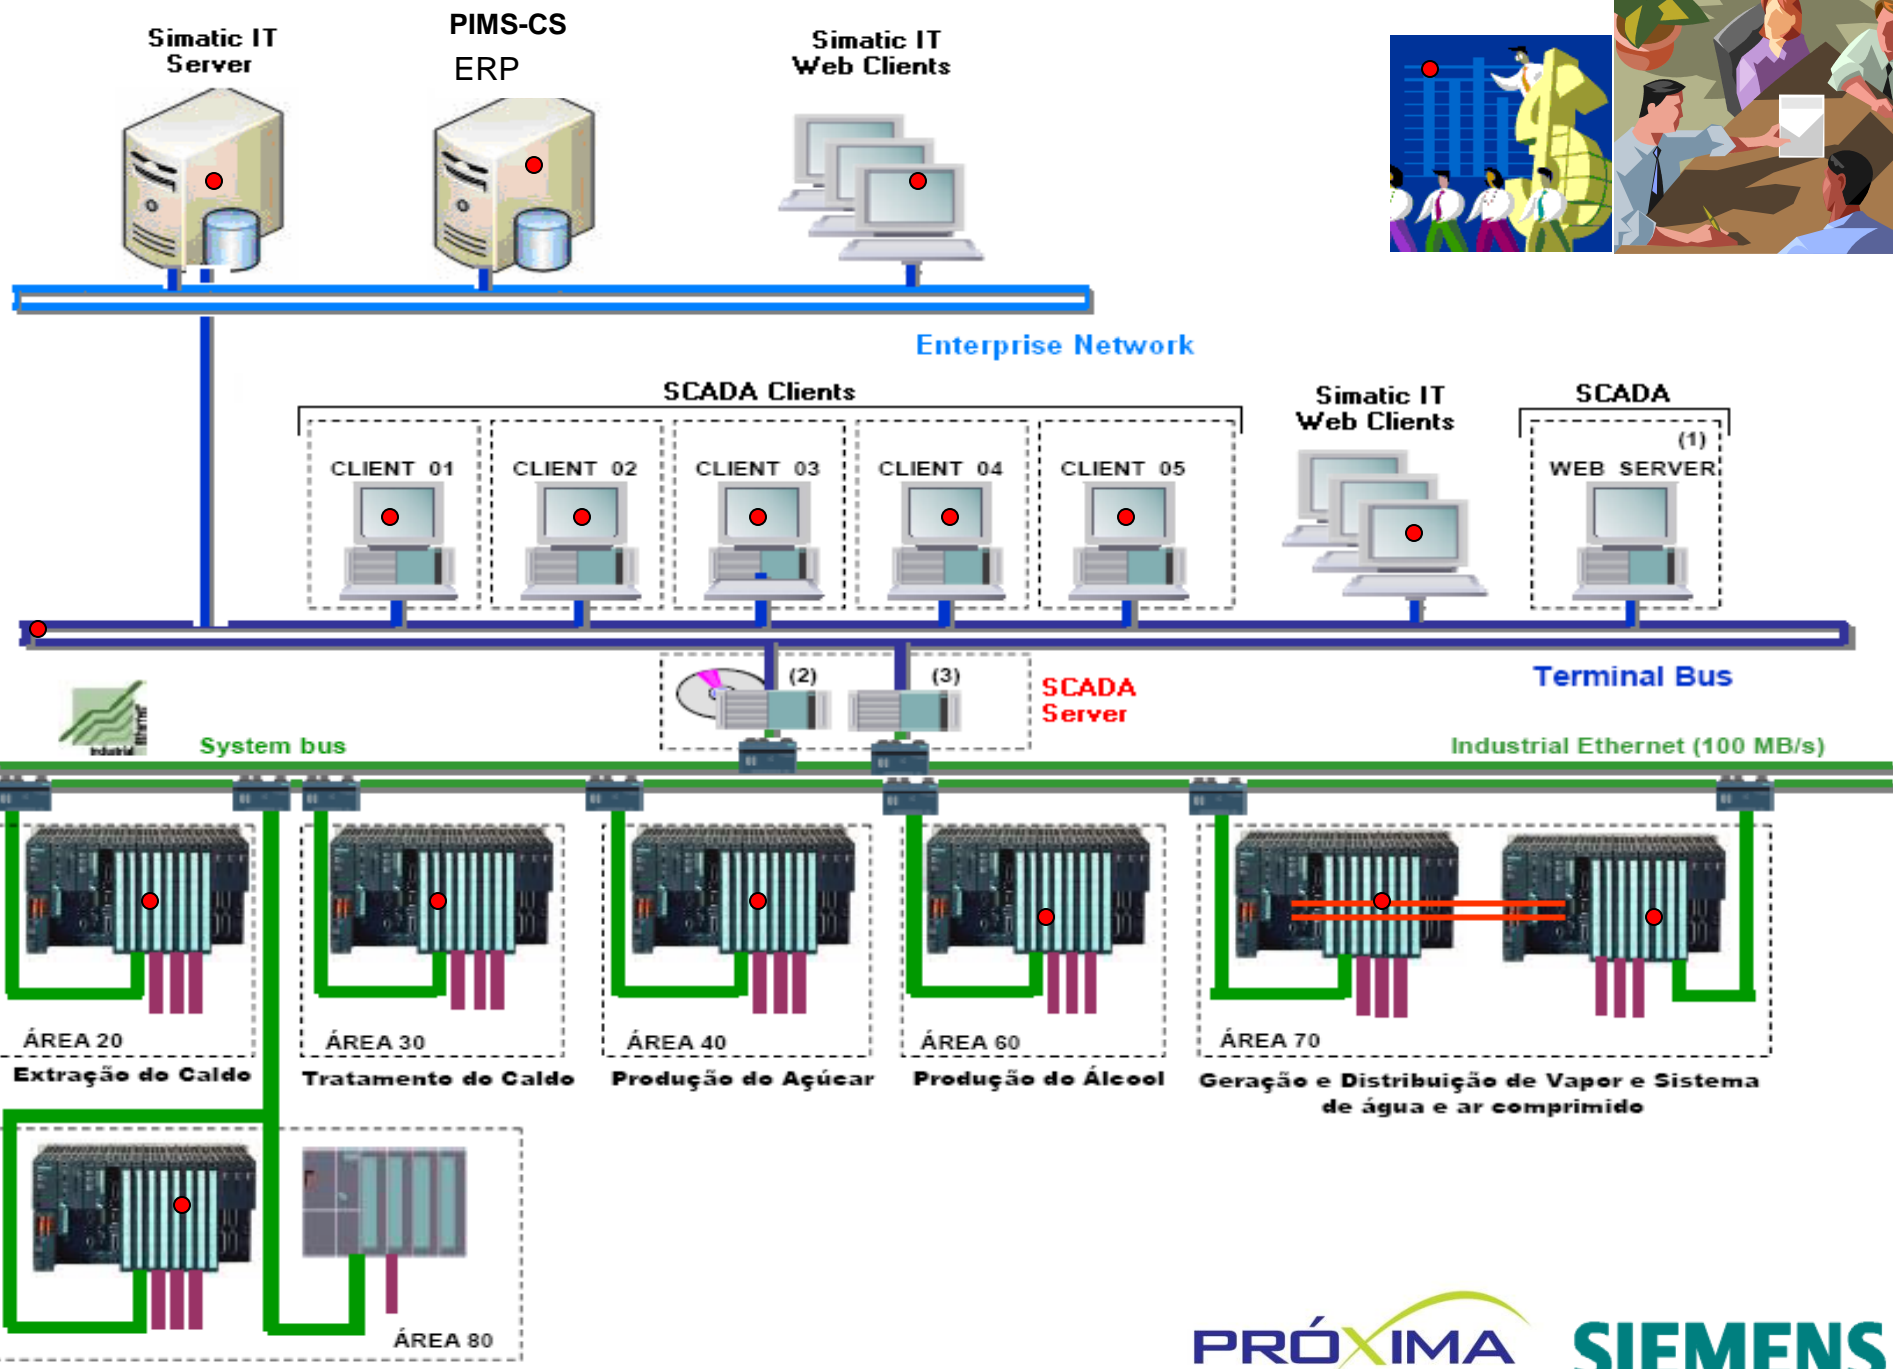 Simatic IT
Server
PIMS-CS
ERP
Simatic IT
Web Clients
Enterprise Network
SCADA Clients
Simatic IT
Web Clients
SCADA
(1)
CLIENT 01
CLIENT 02
CLIENT 03
CLIENT 04
CLIENT 05
WEB SERVER
(2)
(3)
SCADA
Server
Terminal Bus
Industrial
Ethernet
System bus
Industrial Ethernet (100 MB/s)
ÁREA 20
ÁREA 30
ÁREA 40
ÁREA 60
ÁREA 70
Extração do Caldo
Tratamento do Caldo
Produção do Açúcar
Produção do Álcool
Geração e Distribuição de Vapor e Sistema
de água e ar comprimido
ÁREA 80
PRÓXIMA
SIEMENS